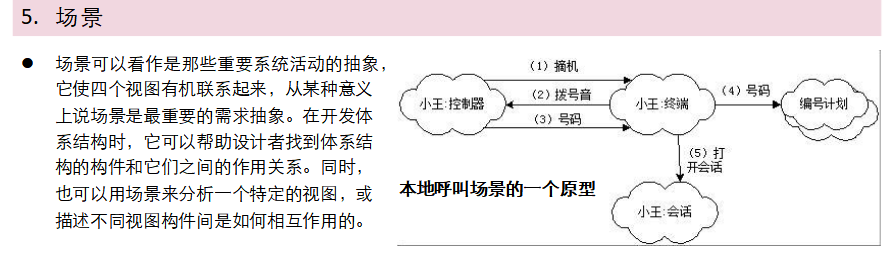 5. 场景
● 场景可以看作是那些重要系统活动的抽象，
它使四个视图有机联系起来，从某种意义
上说场景是最重要的需求抽象。在开发体
系结构时，它可以帮助设计者找到体系结
构的构件和它们之间的作用关系。同时，
也可以用场景来分析一个特定的视图，或
描述不同视图构件间是如何相互作用的。
（1）摘机
小王:控制器
（2）拨号音
小王:终端
（4）号码
编号计划
（3）号码
（5）打
开会话
本地呼叫场景的一个原型
小王:会话